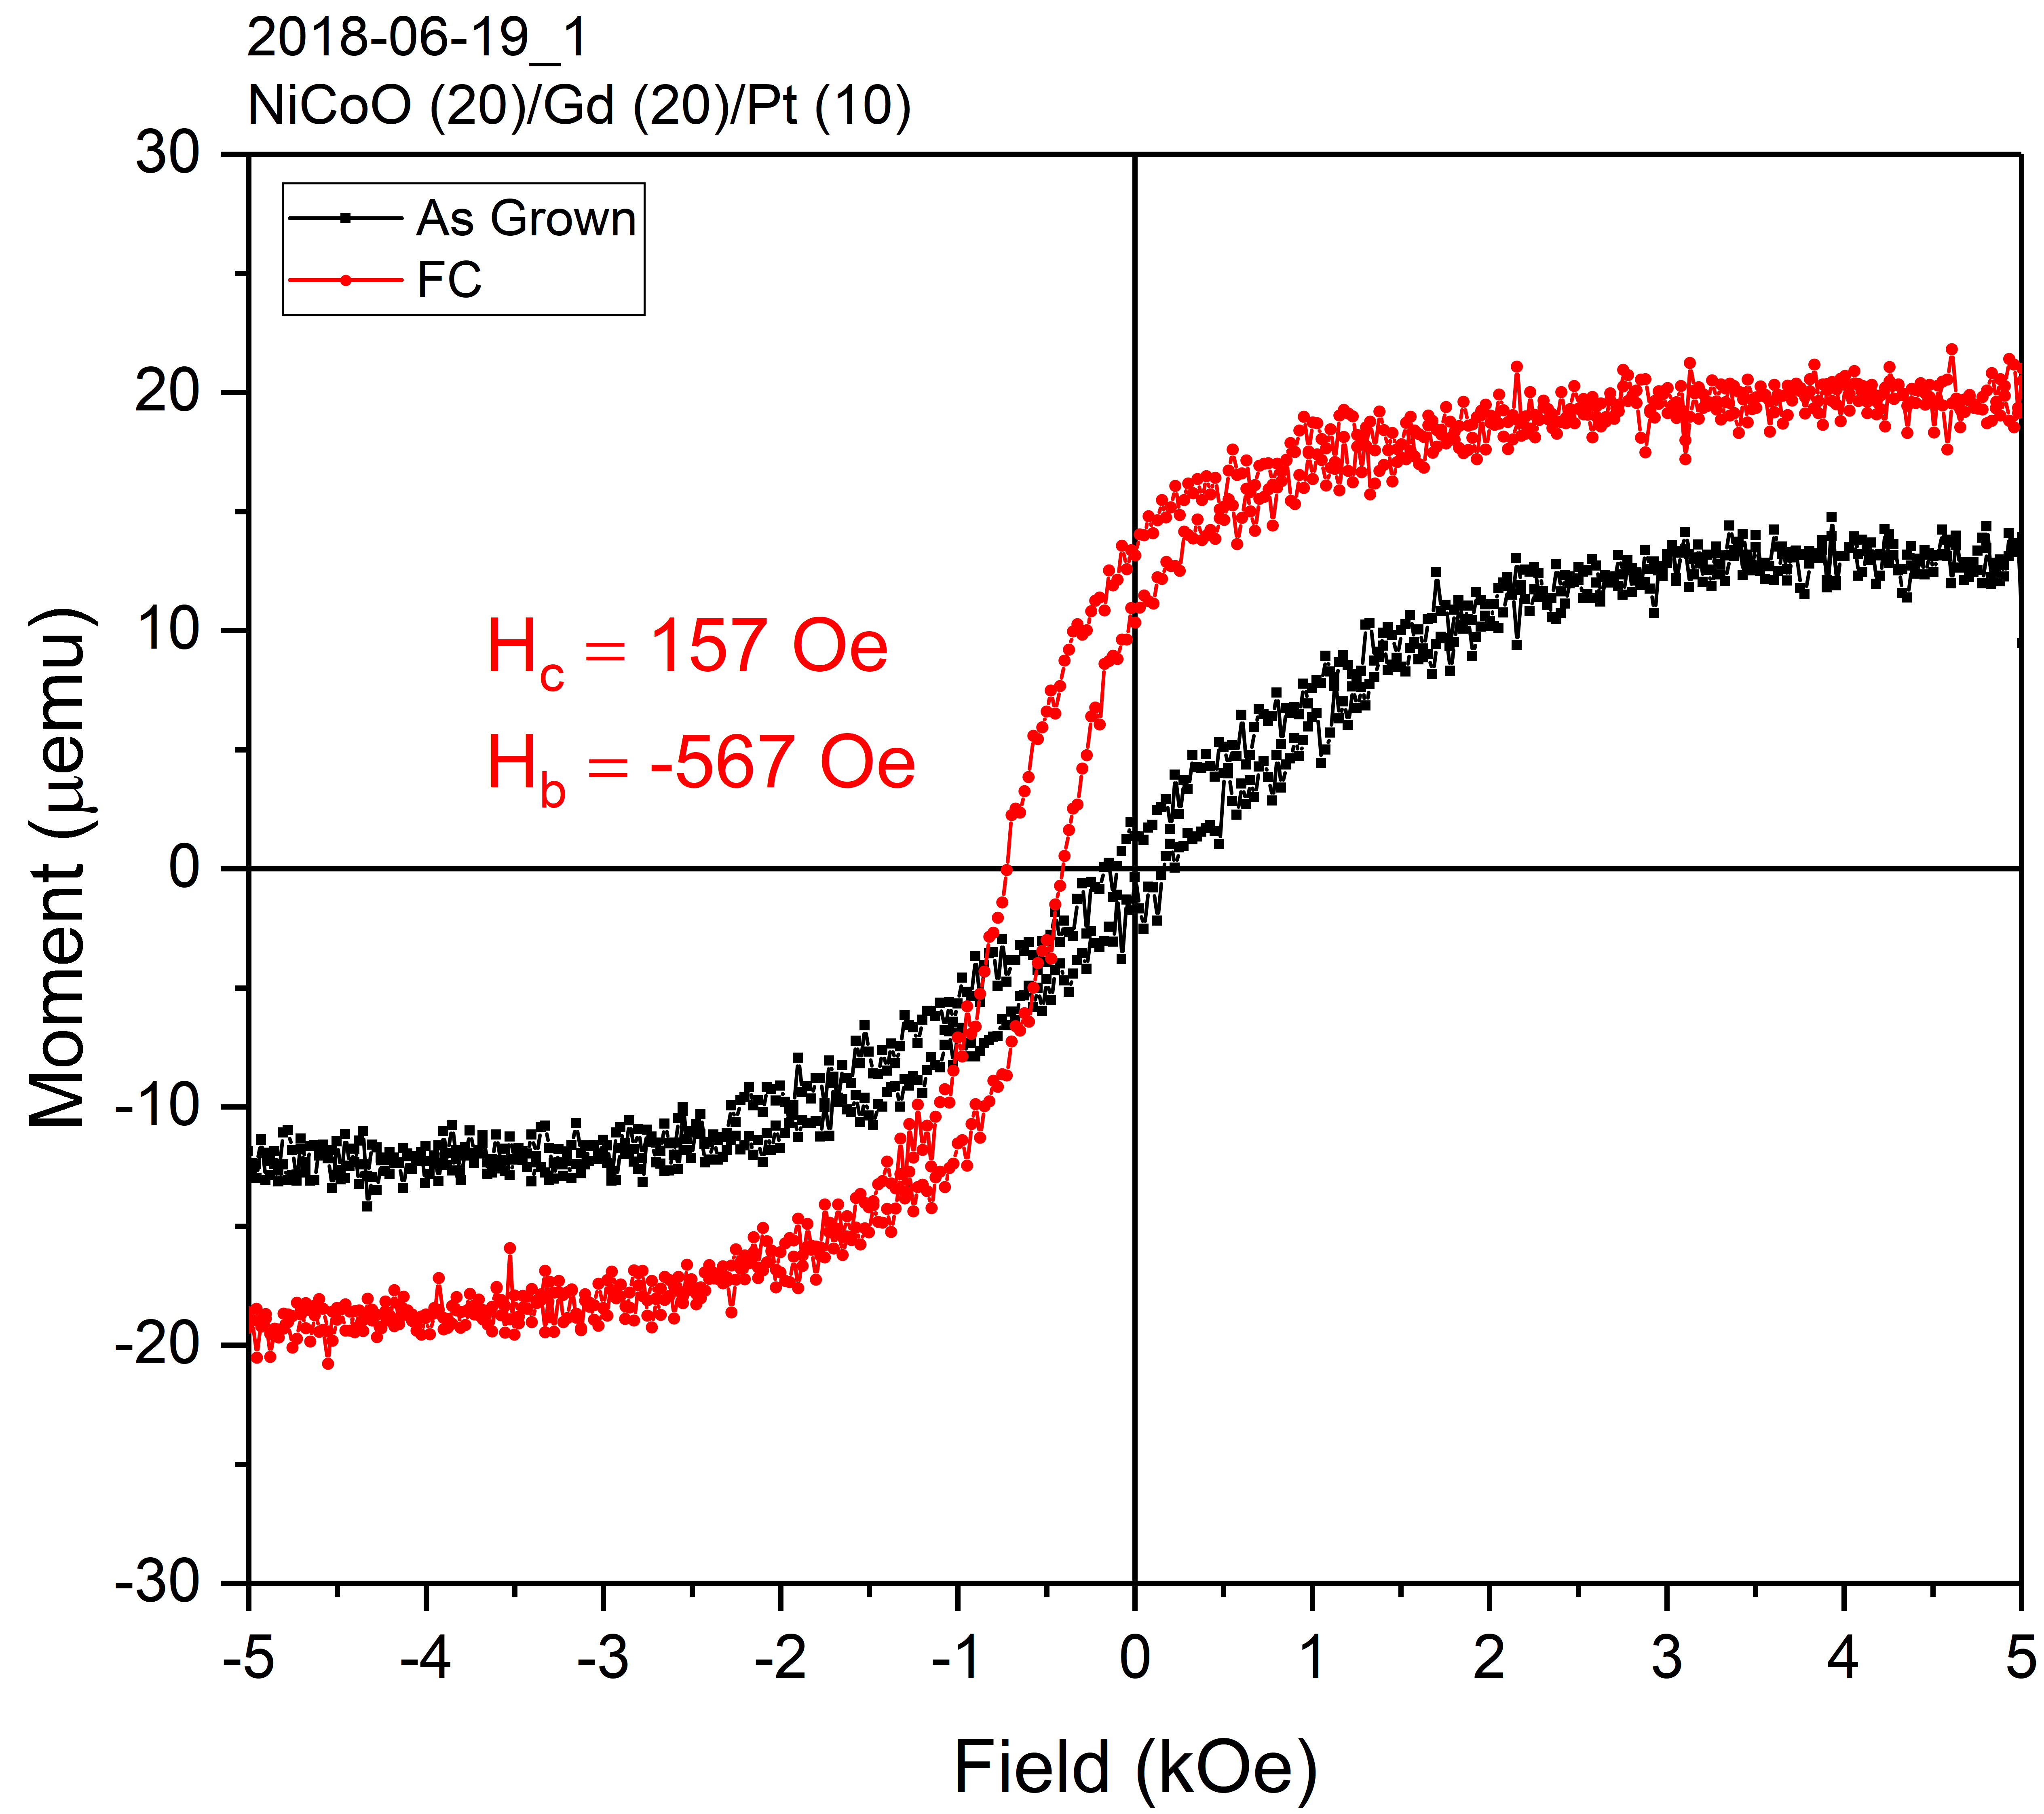 2018-06-19_1
NiCoO (20)/Gd (20)/Pt (10)
30
As Grown
FC
20
10
Hc = 157 Oe
Hb = -567 Oe
0
-10
-20
-30
Moment (μemu)
-5 -4 -3 -2 -1 0 1 2 3 4 5
Field (kOe)